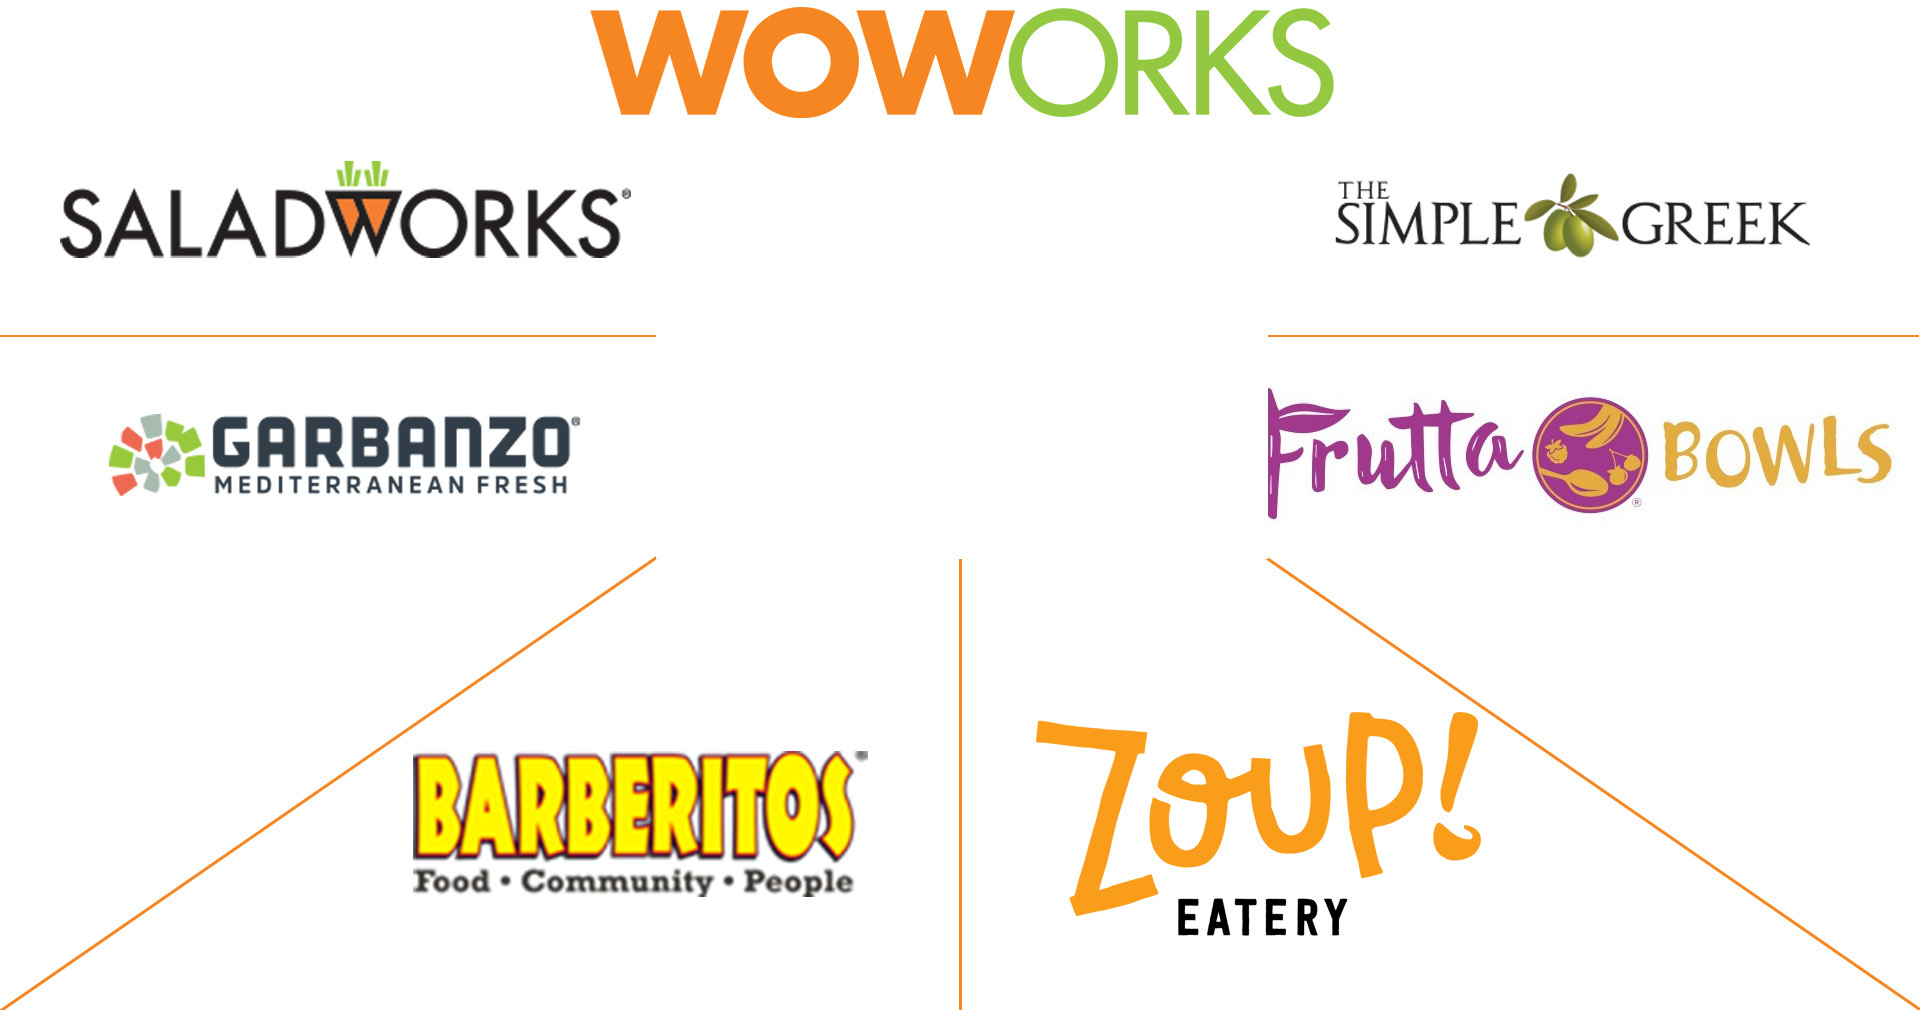 WOWORKS
SALADWORKS®
THE
SIMPLE GREEK
GARBANZO®
MEDITERRANEAN FRESH
Frutta BOWLS
®
BARBERITOS
Food • Community • People
ZOUP!
EATERY